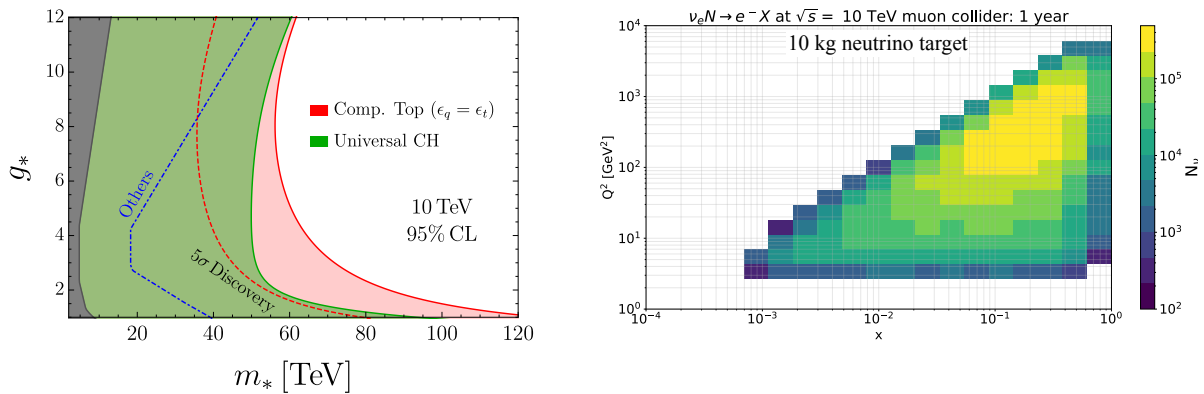 12
10
8
6
4
2
g*
20
40
60
80
100
120
m* [TeV]
Comp. Top (ϵq = ϵt)
Universal CH
Others
5σ Discovery
10 TeV
95% CL
νeN → e⁻X at √s = 10 TeV muon collider: 1 year
10 kg neutrino target
10⁴
10³
10²
10¹
10⁰
Q² [GeV²]
10⁻⁴
10⁻³
10⁻²
10⁻¹
10⁰
x
10⁵
10⁴
10³
10²
Nν